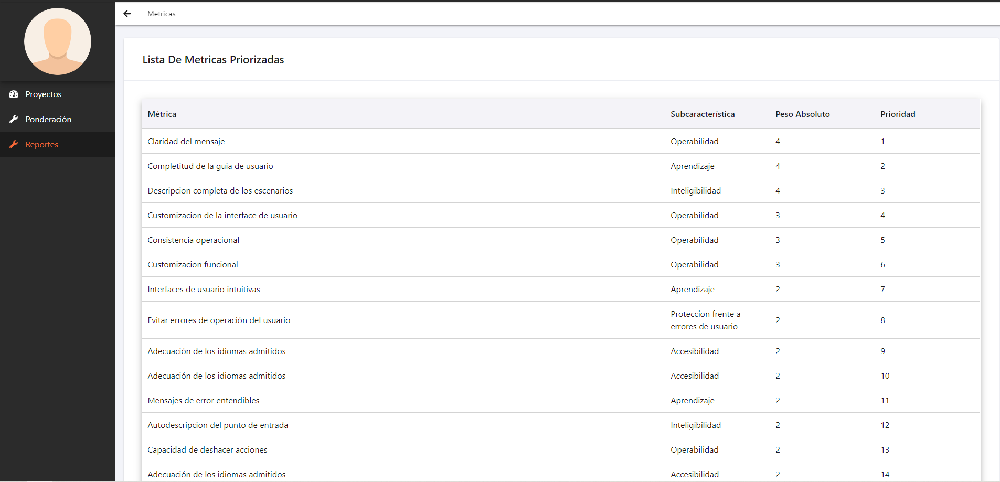 Metricas
Proyectos
Ponderación
Reportes
Lista De Metricas Priorizadas
Métrica Subcaracterística Peso Absoluto Prioridad
Claridad del mensaje Operabilidad 4 1
Completitud de la guia de usuario Aprendizaje 4 2
Descripcion completa de los escenarios Inteligibilidad 4 3
Customizacion de la interface de usuario Operabilidad 3 4
Consistencia operacional Operabilidad 3 5
Customizacion funcional Operabilidad 3 6
Interfaces de usuario intuitivas Aprendizaje 2 7
Evitar errores de operación del usuario Proteccion frente a
errores de usuario 2 8
Adecuación de los idiomas admitidos Accesibilidad 2 9
Adecuación de los idiomas admitidos Accesibilidad 2 10
Mensajes de error entendibles Aprendizaje 2 11
Autodescripcion del punto de entrada Inteligibilidad 2 12
Capacidad de deshacer acciones Operabilidad 2 13
Adecuación de los idiomas admitidos Accesibilidad 2 14